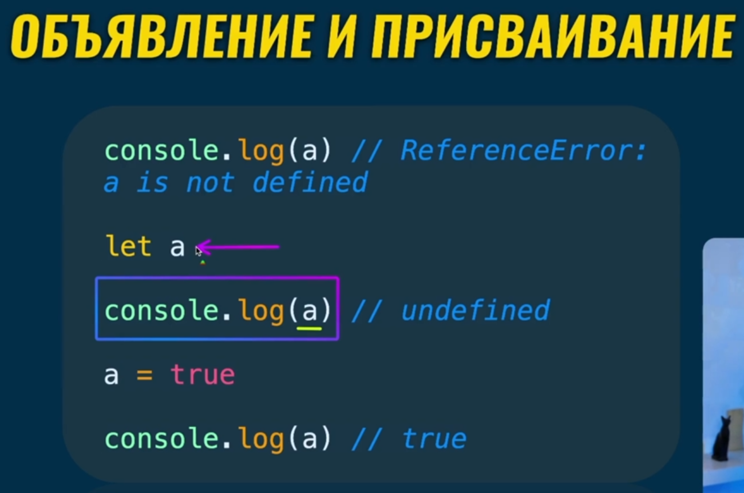 ОБЪЯВЛЕНИЕ И ПРИСВАИВАНИЕ
console.log(a) // ReferenceError:
a is not defined
let a
console.log(a) // undefined
a = true
console.log(a) // true